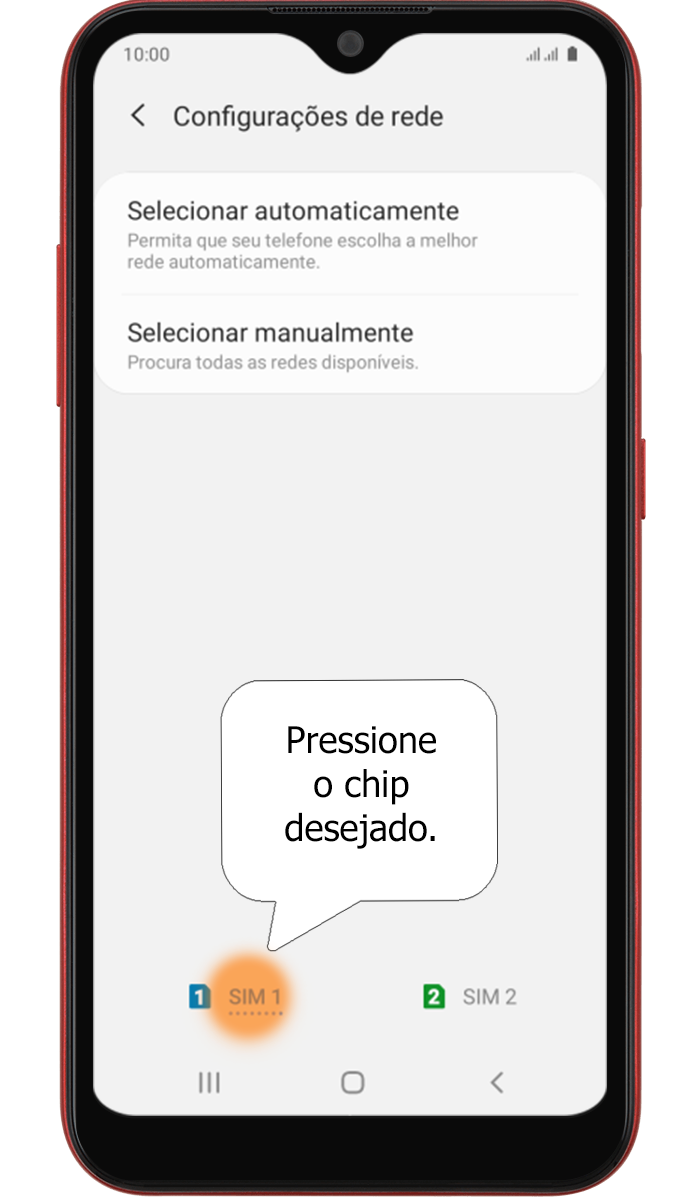 10:00
Configurações de rede
Selecionar automaticamente
Permita que seu telefone escolha a melhor
rede automaticamente.
Selecionar manualmente
Procura todas as redes disponíveis.
Pressione
o chip
desejado.
1 SIM 1
2 SIM 2